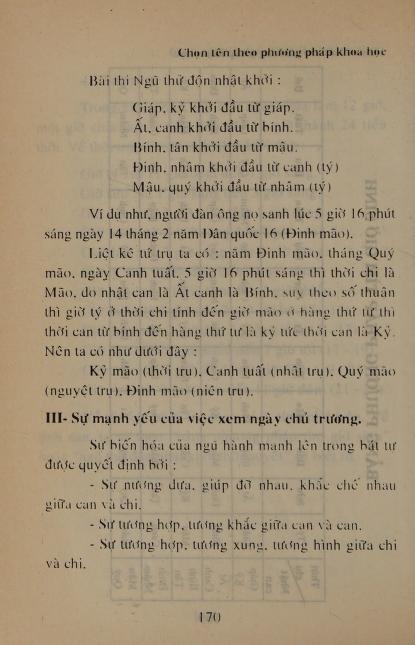 Chọn tên theo phương pháp khoa học
Bài thi Ngũ thử độn nhật khởi :
Giáp, kỷ khởi đầu từ giáp.
Ất, canh khởi đầu từ bính.
Bính, tân khởi đầu từ mậu.
Đinh, nhâm khởi đầu từ canh (tý)
Mậu, quý khởi đầu từ nhâm (tý)
Ví dụ như, người đàn ông nọ sanh lúc 5 giờ 16 phút
sáng ngày 14 tháng 2 năm Dân quốc 16 (Đinh mão).
Liệt kê tứ trụ ta có : năm Đinh mão, tháng Quý
mão, ngày Canh tuất, 5 giờ 16 phút sáng thì thời chi là
Mão, do nhật can là Ất canh là Bính, suy theo số thuận
thì giờ tý ở thời chi tính đến giờ mão ở hàng thứ tư thì
thời can từ bính đến hàng thứ tư là kỷ tức thời can là Kỷ.
Nên ta có như dưới đây :
Kỷ mão (thời trụ), Canh tuất (nhật trụ), Quý mão
(nguyệt trụ), Đinh mão (niên trụ).
III- Sự mạnh yếu của việc xem ngày chủ trương.
Sự biến hóa của ngũ hành mạnh lên trong bát tự
được quyết định bởi :
- Sự nương dựa, giúp đỡ nhau, khắc chế nhau
giữa can và chi.
- Sự tương hợp, tương khắc giữa can và can.
- Sự tương hợp, tương xung, tương hình giữa chi
và chi.
170